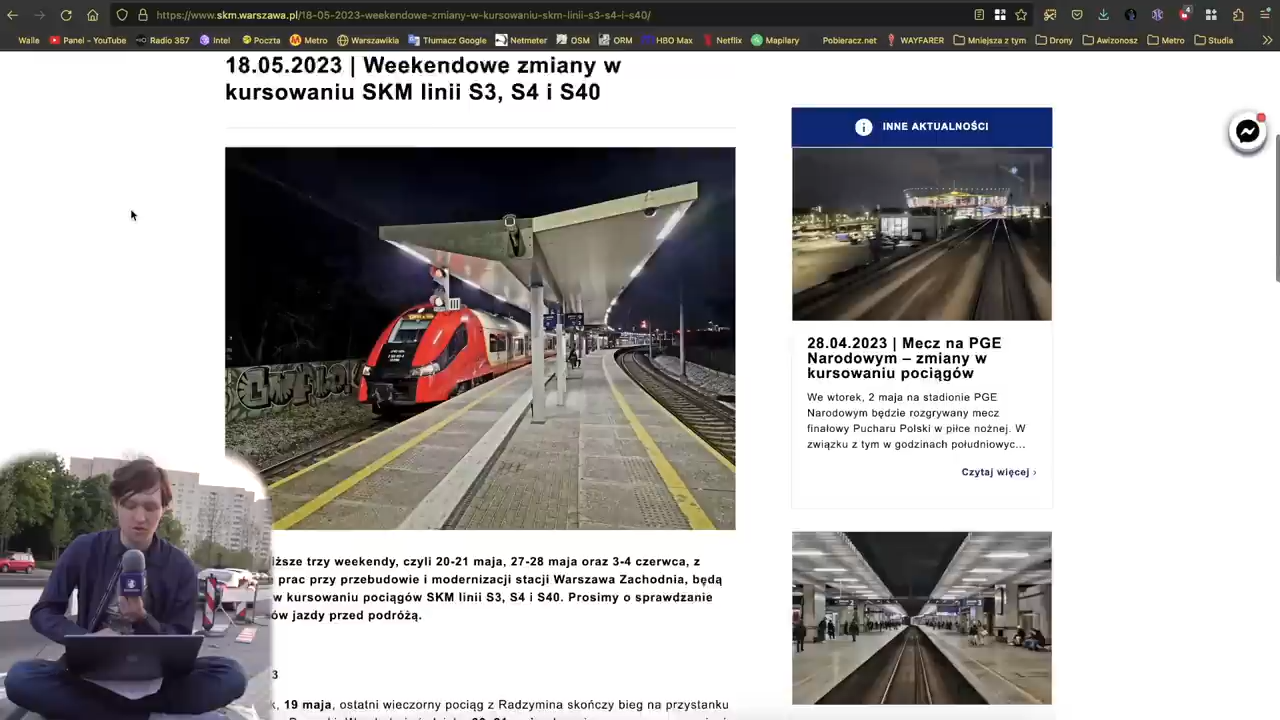 https://www.skm.warszawa.pl/18-05-2023-weekendowe-zmiany-w-kursowaniu-skm-linii-s3-s4-i-s40/
4
Walla
Panel - YouTube
Radio 357
Intel
Poczta
Metro
Warszawikia
Tłumacz Google
Netmeter
OSM
ORM
HBO Max
Netflix
Mapilary
Pobieracz.net
WAYFARER
Mniejsza z tym
Drony
Awizonosz
Metro
Studia
18.05.2023 | Weekendowe zmiany w
kursowaniu SKM linii S3, S4 i S40
INNE AKTUALNOŚCI
28.04.2023 | Mecz na PGE
Narodowym – zmiany w
kursowaniu pociągów
We wtorek, 2 maja na stadionie PGE
Narodowym będzie rozgrywany mecz
finałowy Pucharu Polski w piłce nożnej. W
związku z tym w godzinach południowyc...
Czytaj więcej ›
iższe trzy weekendy, czyli 20-21 maja, 27-28 maja oraz 3-4 czerwca, z
prac przy przebudowie i modernizacji stacji Warszawa Zachodnia, będą
w kursowaniu pociągów SKM linii S3, S4 i S40. Prosimy o sprawdzanie
ów jazdy przed podróżą.
3
19 maja, ostatni wieczorny pociąg z Radzymina skończy bieg na przystanku